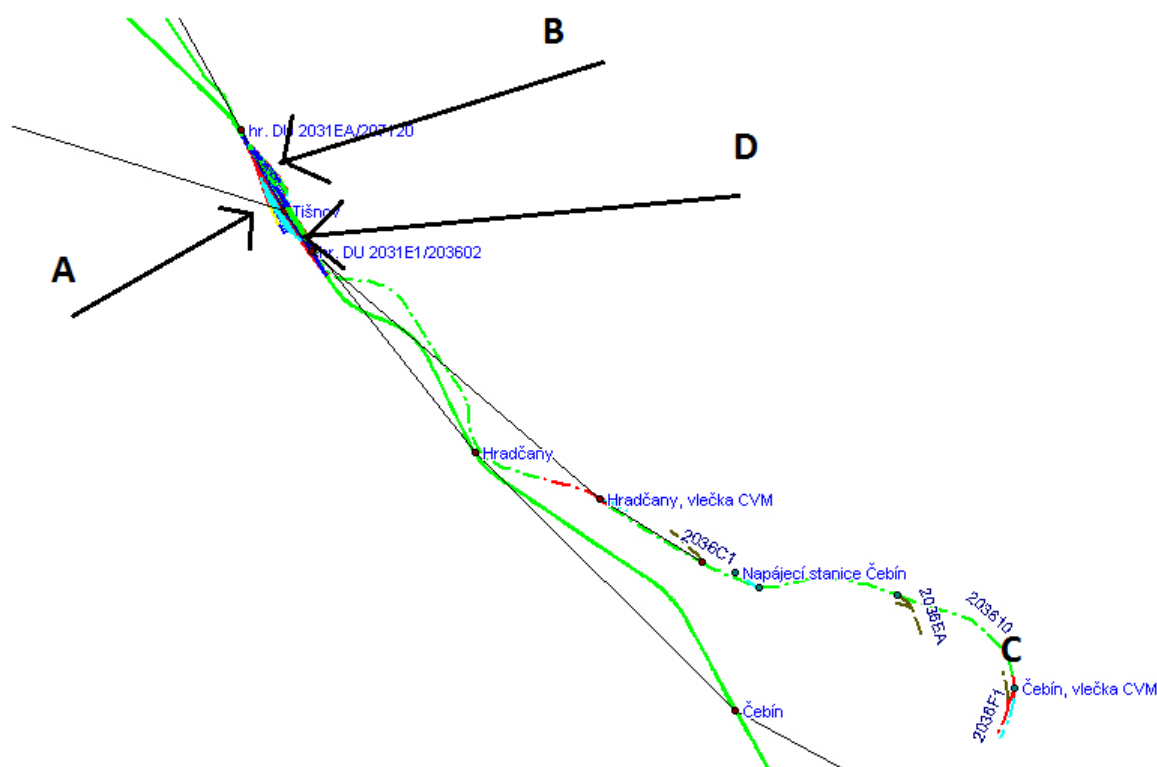 B
hr. DU 2031EA/207120
D
Tišnov
hr. DU 2031E1/203602
A
Hradčany
Hradčany, vlečka CVM
2036C1
Napájecí stanice Čebín
2036EA
203610
C
Čebín, vlečka CVM
2036F1
Čebín